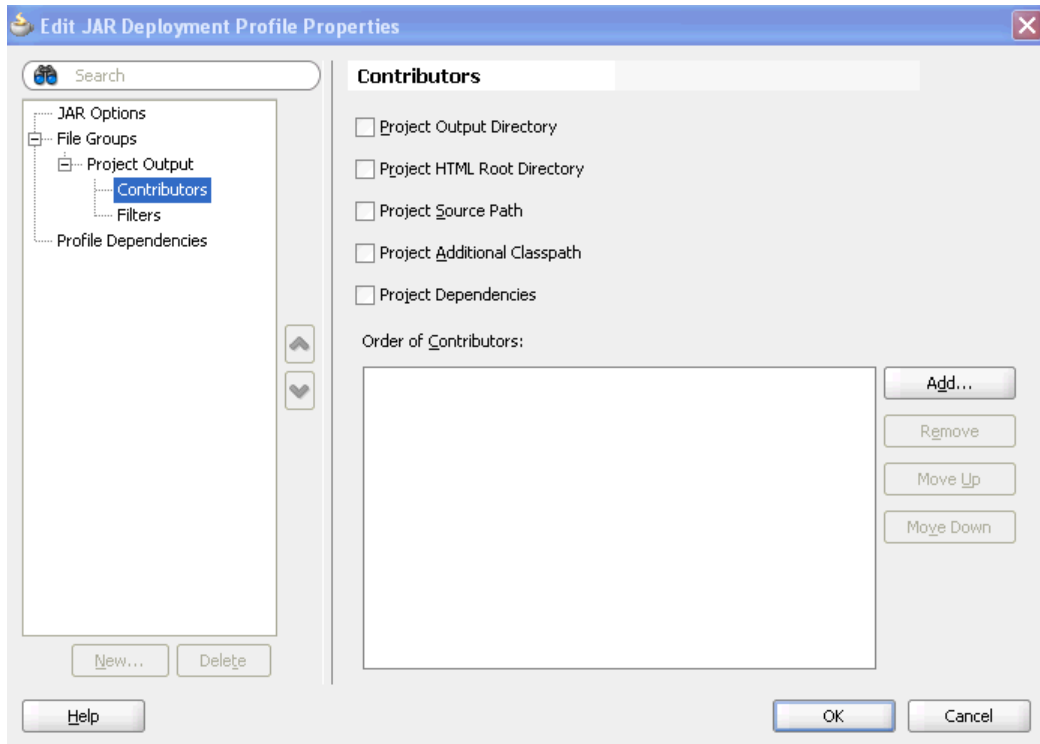 Edit JAR Deployment Profile Properties
Search
JAR Options
File Groups
Project Output
Contributors
Filters
Profile Dependencies
New...
Delete
Contributors
Project Output Directory
Project HTML Root Directory
Project Source Path
Project Additional Classpath
Project Dependencies
Order of Contributors:
Add...
Remove
Move Up
Move Down
Help
OK
Cancel